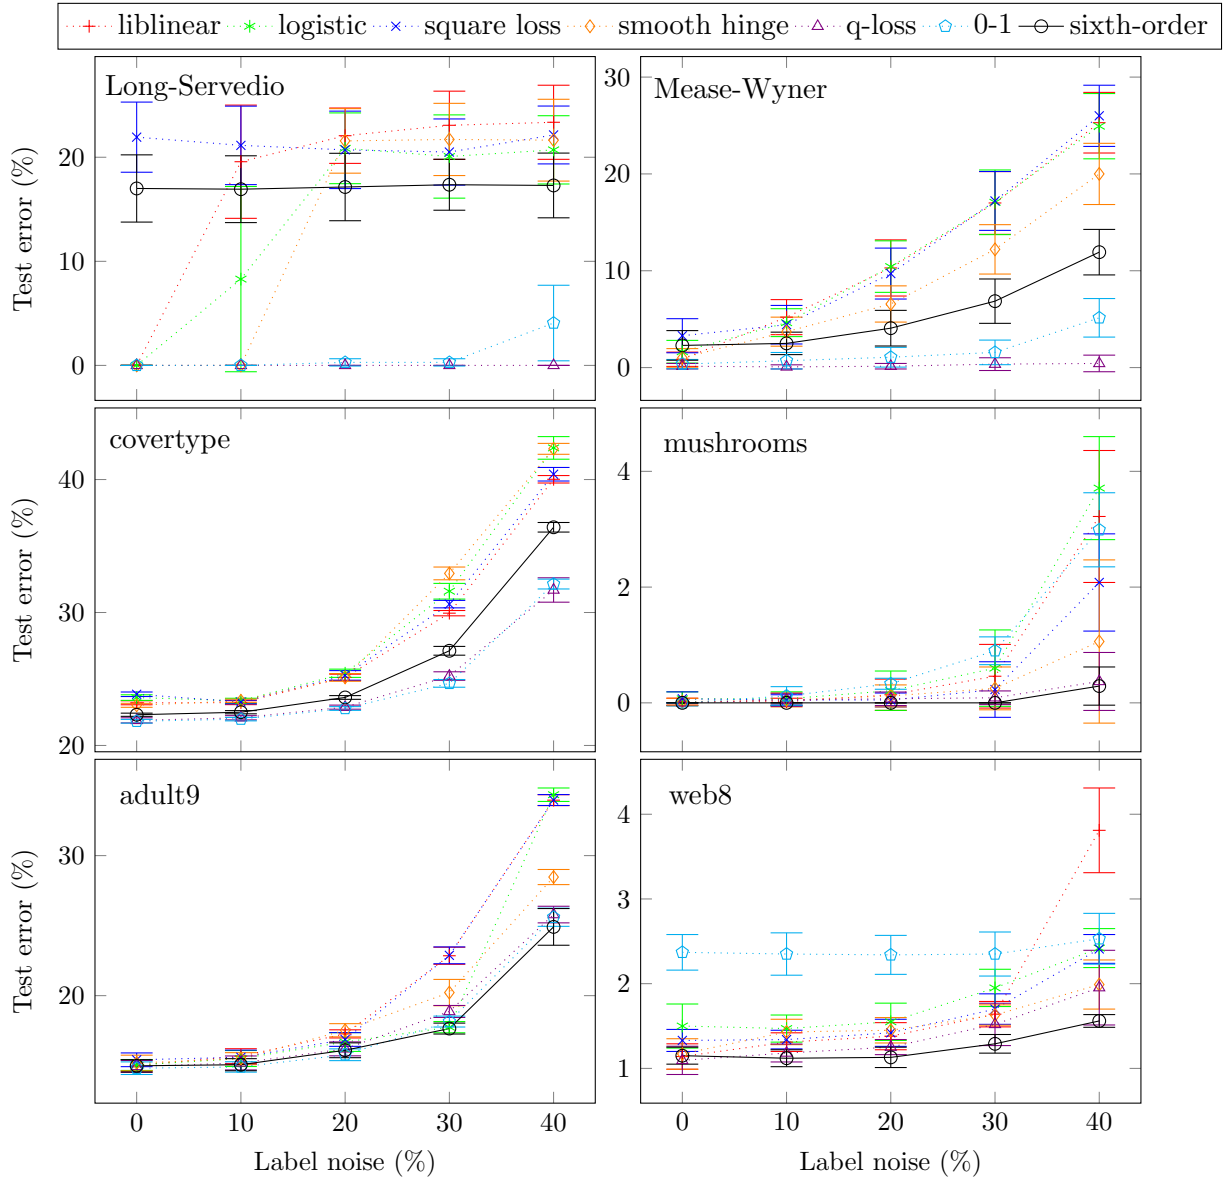 liblinear logistic square loss smooth hinge q-loss 0-1 sixth-order
Long-Servedio
Test error (%)
20
10
0
Mease-Wyner
30
20
10
0
covertype
Test error (%)
40
30
20
mushrooms
4
2
0
adult9
Test error (%)
30
20
0 10 20 30 40
Label noise (%)
web8
4
3
2
1
0 10 20 30 40
Label noise (%)